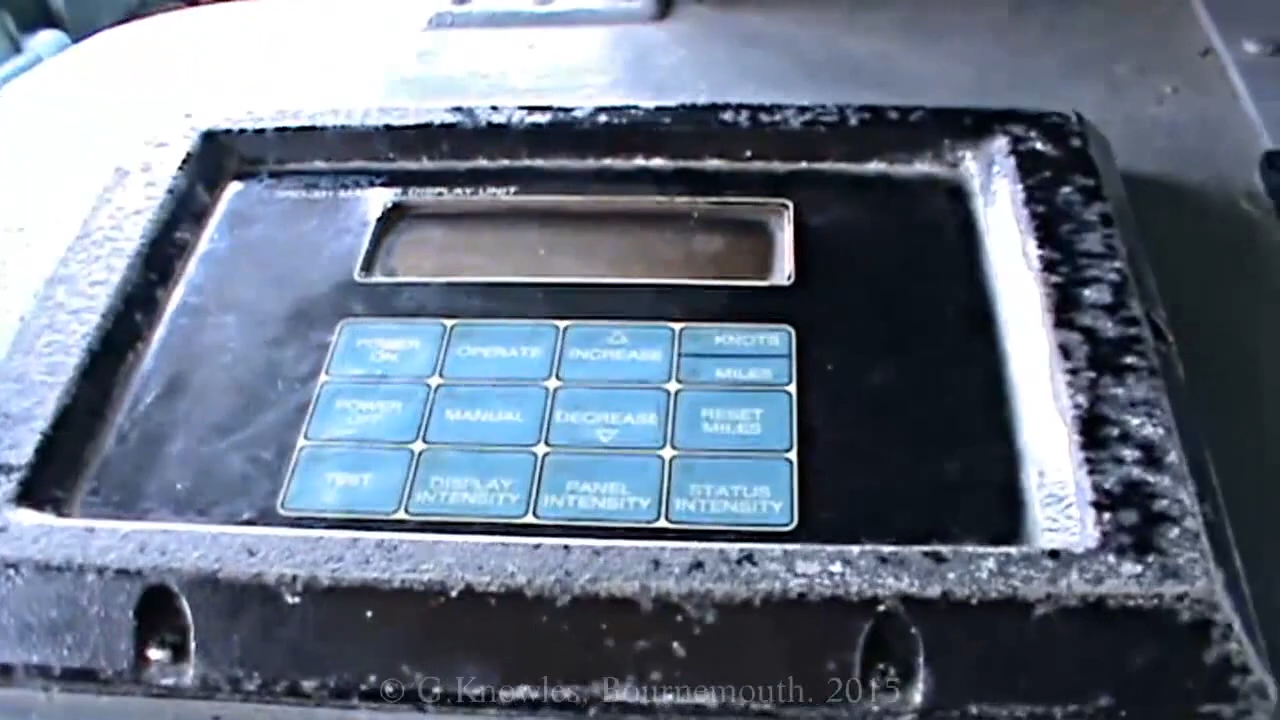 DISPLAY UNIT
POWER
ON
OPERATE
INCREASE
KNOTS
MILES
POWER
OFF
MANUAL
DECREASE
RESET
MILES
TEST
DISPLAY
INTENSITY
PANEL
INTENSITY
STATUS
INTENSITY
© G.Knowles, Bournemouth. 2015